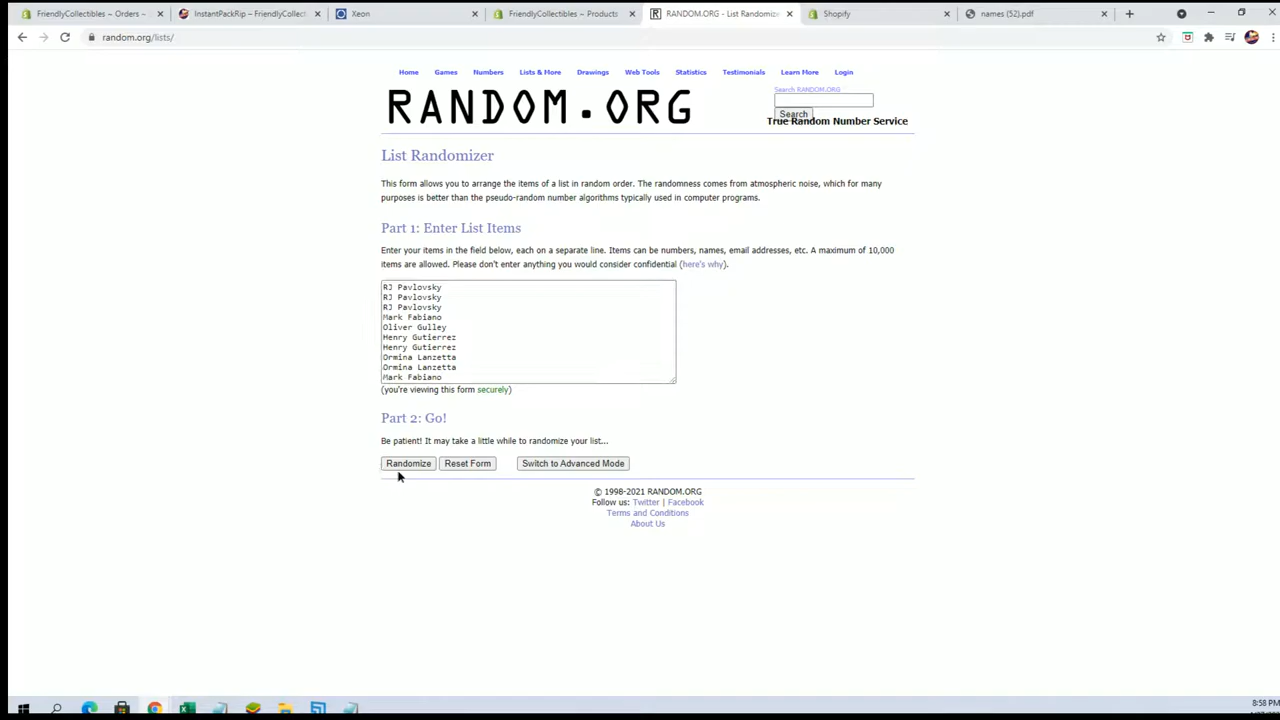 FriendlyCollectibles ~ Orders ~
InstantPackRip – FriendlyCollect
Xeon
FriendlyCollectibles ~ Products
RANDOM.ORG - List Randomize
Shopify
names (52).pdf
random.org/lists/
Home Games Numbers Lists & More Drawings Web Tools Statistics Testimonials Learn More Login
RANDOM.ORG
Search RANDOM.ORG
Search
True Random Number Service
List Randomizer
This form allows you to arrange the items of a list in random order. The randomness comes from atmospheric noise, which for many
purposes is better than the pseudo-random number algorithms typically used in computer programs.
Part 1: Enter List Items
Enter your items in the field below, each on a separate line. Items can be numbers, names, email addresses, etc. A maximum of 10,000
items are allowed. Please don't enter anything you would consider confidential (here's why).
RJ Pavlovsky
RJ Pavlovsky
RJ Pavlovsky
Mark Fabiano
Oliver Gulley
Henry Gutierrez
Henry Gutierrez
Ormina Lanzetta
Ormina Lanzetta
Mark Fabiano
(you're viewing this form securely)
Part 2: Go!
Be patient! It may take a little while to randomize your list...
Randomize Reset Form Switch to Advanced Mode
© 1998-2021 RANDOM.ORG
Follow us: Twitter | Facebook
Terms and Conditions
About Us
8:58 PM